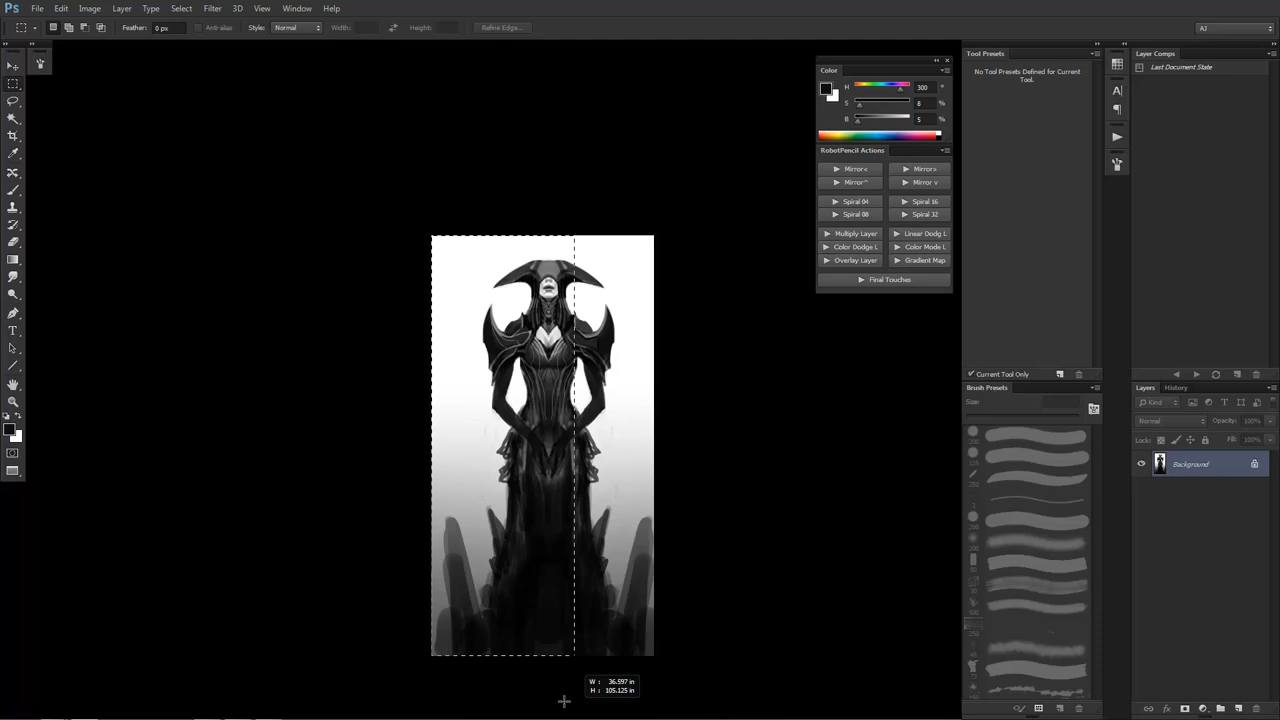 Ps File Edit Image Layer Type Select Filter 3D View Window Help
Feather: 0 px Anti-alias Style: Normal Width: Height: Refine Edge... AJ
Color
H 300 °
S 8 %
B 5 %
RobotPencil Actions
Mirror< Mirror>
Mirror^ Mirror v
Spiral 04 Spiral 16
Spiral 08 Spiral 32
Multiply Layer Linear Dodg L
Color Dodge L Color Mode L
Overlay Layer Gradient Map
Final Touches
Tool Presets
No Tool Presets Defined for Current
Tool.
Current Tool Only
Brush Presets
Size:
Layer Comps
Last Document State
Layers History
Kind
Normal Opacity: 100%
Lock: Fill: 100%
Background
W : 36.597 in
H : 105.125 in